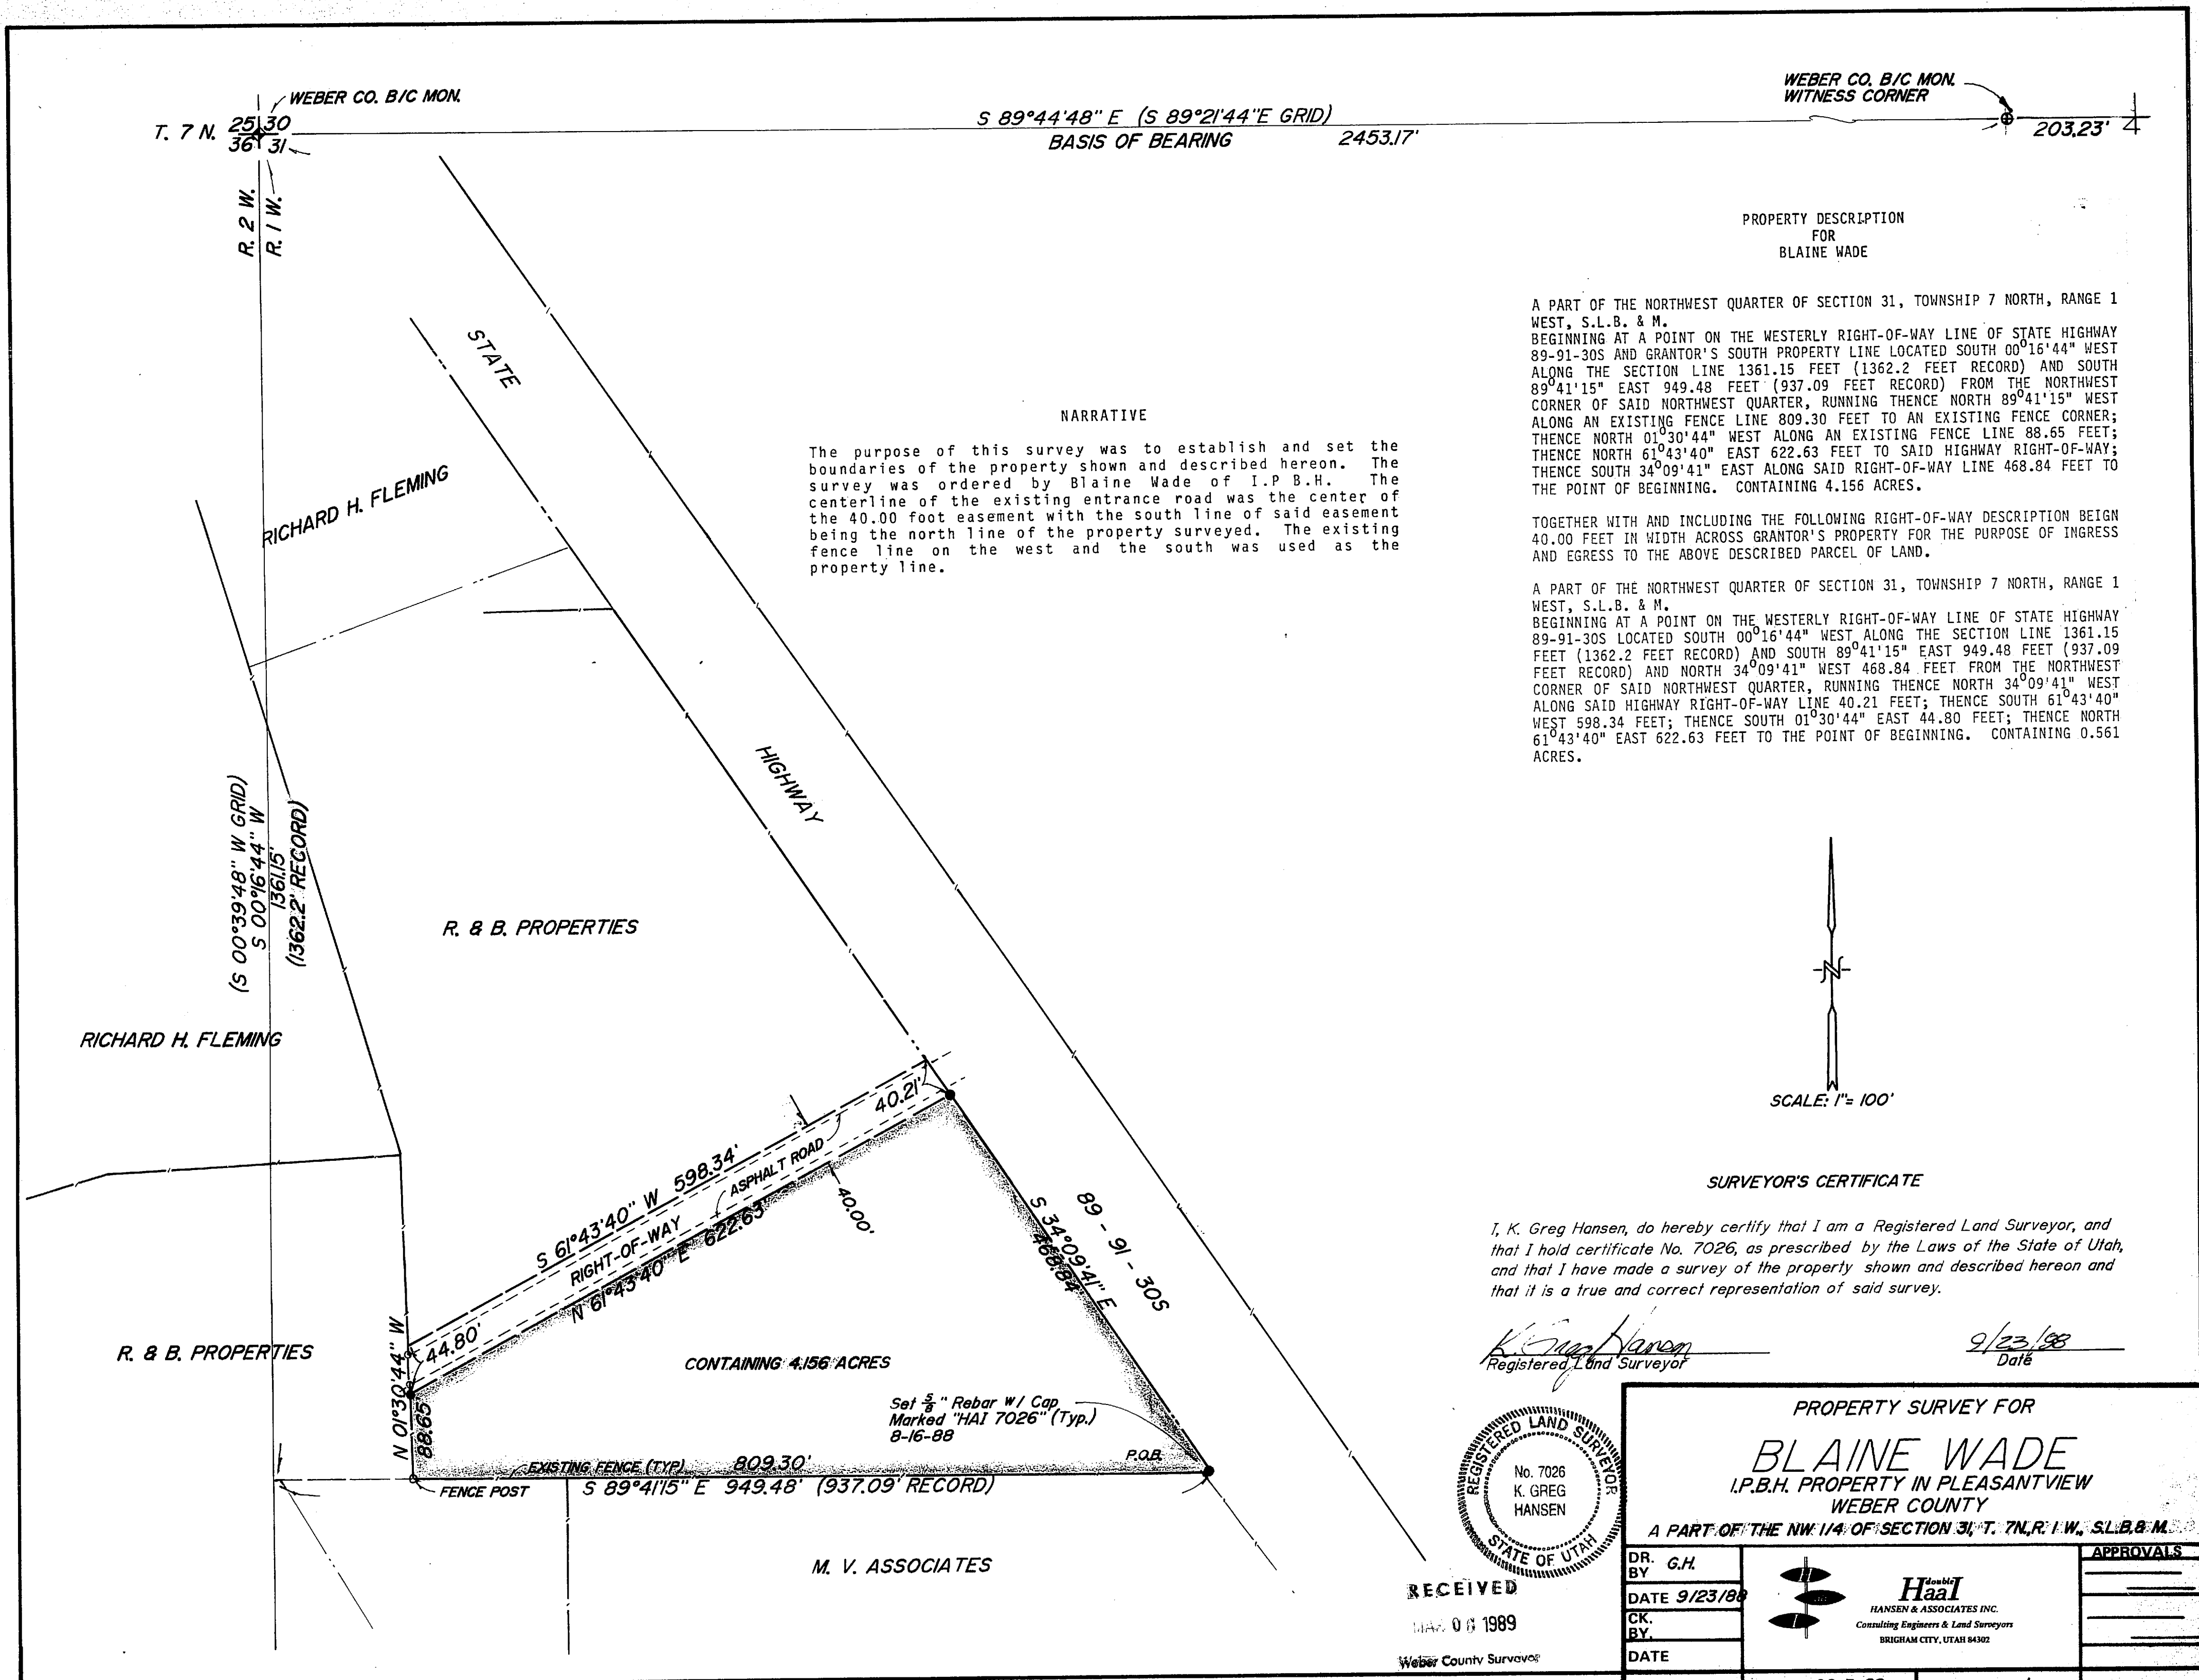 WEBER CO. B/C MON.
T. 7 N.
25 30
36 31
R. 2 W.
R. 1 W.
S 89°44'48" E (S 89°21'44"E GRID)
BASIS OF BEARING 2453.17'
WEBER CO. B/C MON.
WITNESS CORNER
203.23'
PROPERTY DESCRIPTION
FOR
BLAINE WADE
A PART OF THE NORTHWEST QUARTER OF SECTION 31, TOWNSHIP 7 NORTH, RANGE 1
WEST, S.L.B. & M.
BEGINNING AT A POINT ON THE WESTERLY RIGHT-OF-WAY LINE OF STATE HIGHWAY
89-91-30S AND GRANTOR'S SOUTH PROPERTY LINE LOCATED SOUTH 00°16'44" WEST
ALONG THE SECTION LINE 1361.15 FEET (1362.2 FEET RECORD) AND SOUTH
89°41'15" EAST 949.48 FEET (937.09 FEET RECORD) FROM THE NORTHWEST
CORNER OF SAID NORTHWEST QUARTER, RUNNING THENCE NORTH 89°41'15" WEST
ALONG AN EXISTING FENCE LINE 809.30 FEET TO AN EXISTING FENCE CORNER;
THENCE NORTH 01°30'44" WEST ALONG AN EXISTING FENCE LINE 88.65 FEET;
THENCE NORTH 61°43'40" EAST 622.63 FEET TO SAID HIGHWAY RIGHT-OF-WAY;
THENCE SOUTH 34°09'41" EAST ALONG SAID RIGHT-OF-WAY LINE 468.84 FEET TO
THE POINT OF BEGINNING. CONTAINING 4.156 ACRES.
TOGETHER WITH AND INCLUDING THE FOLLOWING RIGHT-OF-WAY DESCRIPTION BEIGN
40.00 FEET IN WIDTH ACROSS GRANTOR'S PROPERTY FOR THE PURPOSE OF INGRESS
AND EGRESS TO THE ABOVE DESCRIBED PARCEL OF LAND.
A PART OF THE NORTHWEST QUARTER OF SECTION 31, TOWNSHIP 7 NORTH, RANGE 1
WEST, S.L.B. & M.
BEGINNING AT A POINT ON THE WESTERLY RIGHT-OF-WAY LINE OF STATE HIGHWAY
89-91-30S LOCATED SOUTH 00°16'44" WEST ALONG THE SECTION LINE 1361.15
FEET (1362.2 FEET RECORD) AND SOUTH 89°41'15" EAST 949.48 FEET (937.09
FEET RECORD) AND NORTH 34°09'41" WEST 468.84 FEET FROM THE NORTHWEST
CORNER OF SAID NORTHWEST QUARTER, RUNNING THENCE NORTH 34°09'41" WEST
ALONG SAID HIGHWAY RIGHT-OF-WAY LINE 40.21 FEET; THENCE SOUTH 61°43'40"
WEST 598.34 FEET; THENCE SOUTH 01°30'44" EAST 44.80 FEET; THENCE NORTH
61°43'40" EAST 622.63 FEET TO THE POINT OF BEGINNING. CONTAINING 0.561
ACRES.
NARRATIVE
The purpose of this survey was to establish and set the
boundaries of the property shown and described hereon. The
survey was ordered by Blaine Wade of I.P B.H. The
centerline of the existing entrance road was the center of
the 40.00 foot easement with the south line of said easement
being the north line of the property surveyed. The existing
fence line on the west and the south was used as the
property line.
STATE
HIGHWAY
89 - 91 - 30S
RICHARD H. FLEMING
(S 00°39'48" W GRID)
S 00°16'44" W
1361.15'
(1362.2' RECORD)
R. & B. PROPERTIES
RICHARD H. FLEMING
R. & B. PROPERTIES
40.21'
S 61°43'40" W 598.34'
ASPHALT ROAD
RIGHT-OF-WAY
40.00'
N 61°43'40" E 622.63'
S 34°09'41" E
468.84'
44.80'
N 01°30'44" W
88.65'
CONTAINING 4.156 ACRES
Set 5/8" Rebar W/ Cap
Marked "HAI 7026" (Typ.)
8-16-88
P.O.B.
EXISTING FENCE (TYP) 809.30'
FENCE POST
S 89°41'15" E 949.48' (937.09' RECORD)
M. V. ASSOCIATES
N
SCALE: 1"= 100'
SURVEYOR'S CERTIFICATE
I, K. Greg Hansen, do hereby certify that I am a Registered Land Surveyor, and
that I hold certificate No. 7026, as prescribed by the Laws of the State of Utah,
and that I have made a survey of the property shown and described hereon and
that it is a true and correct representation of said survey.
K. Greg Hansen
9/23/88
Registered Land Surveyor
Date
REGISTERED LAND SURVEYOR
No. 7026
K. GREG
HANSEN
STATE OF UTAH
RECEIVED
MAR 06 1989
Weber County Surveyor
PROPERTY SURVEY FOR
BLAINE WADE
I.P.B.H. PROPERTY IN PLEASANTVIEW
WEBER COUNTY
A PART OF THE NW 1/4 OF SECTION 31, T. 7N., R. 1 W., S.L.B.& M.
DR. BY G.H.
DATE 9/23/88
CK. BY.
DATE
double
HaaI
HANSEN & ASSOCIATES INC.
Consulting Engineers & Land Surveyors
BRIGHAM CITY, UTAH 84302
APPROVALS